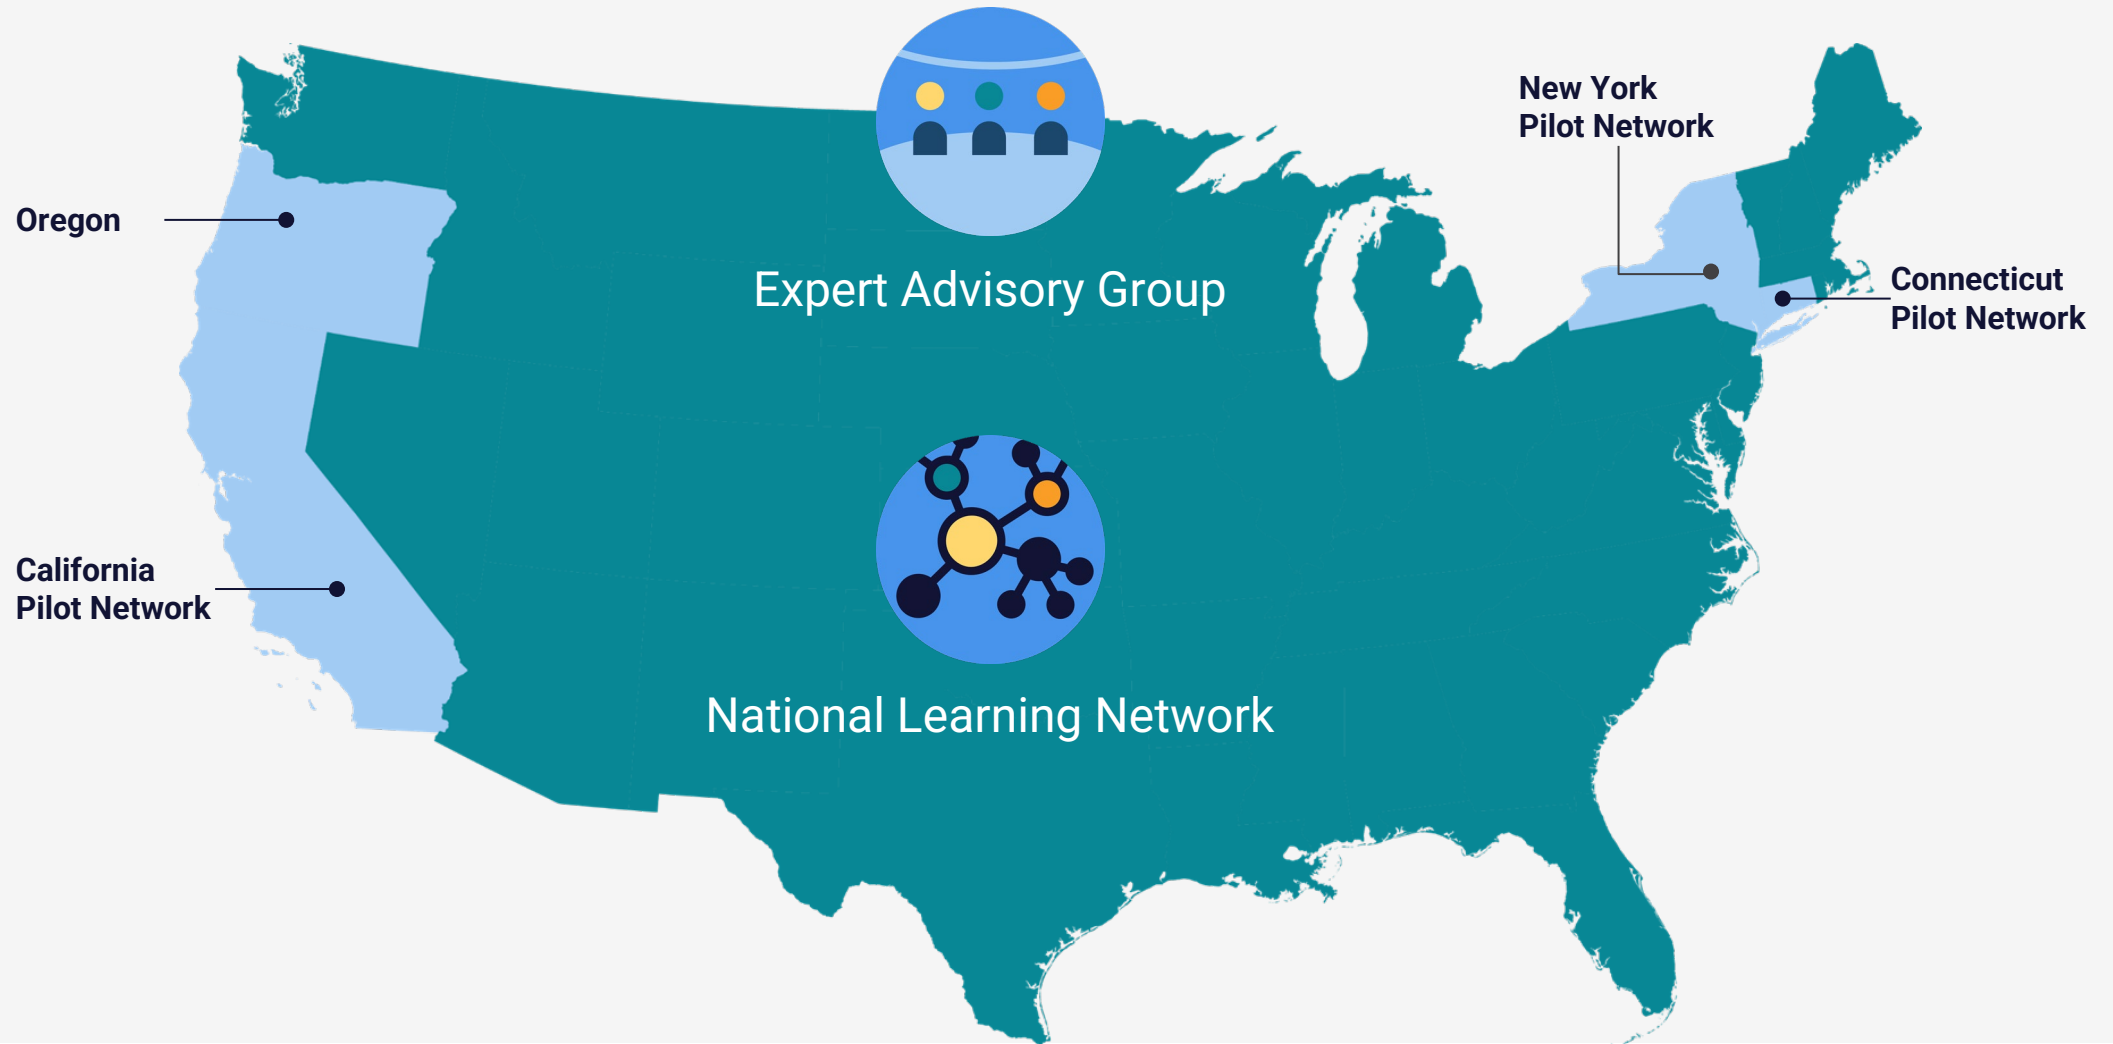 New York
Pilot Network
Oregon
Expert Advisory Group
Connecticut
Pilot Network
California
Pilot Network
National Learning Network